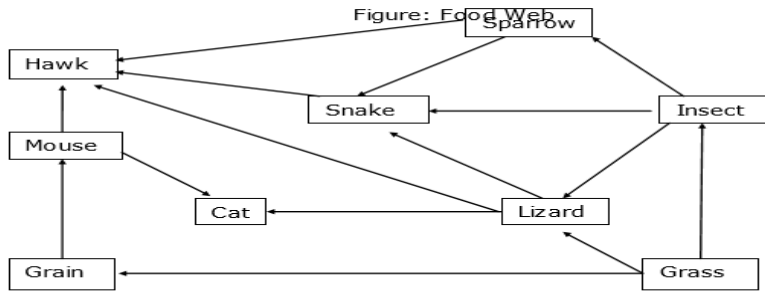 Figure: Food Web
Sparrow
Hawk
Snake
Insect
Mouse
Cat
Lizard
Grain
Grass